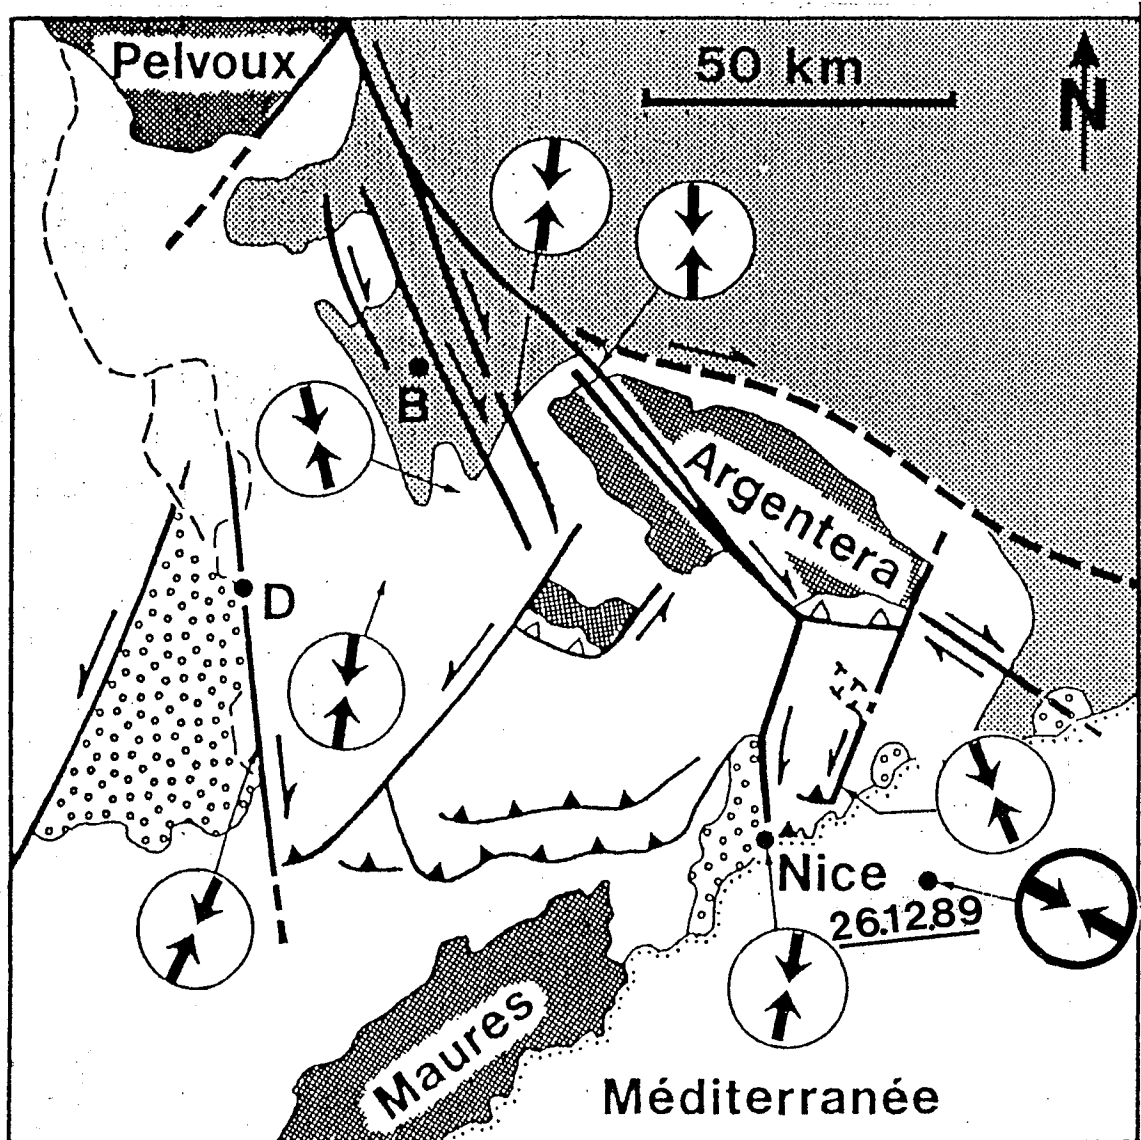 Pelvoux
50 km
N
B
Argentera
D
Nice
26.12.89
Maures
Méditerranée